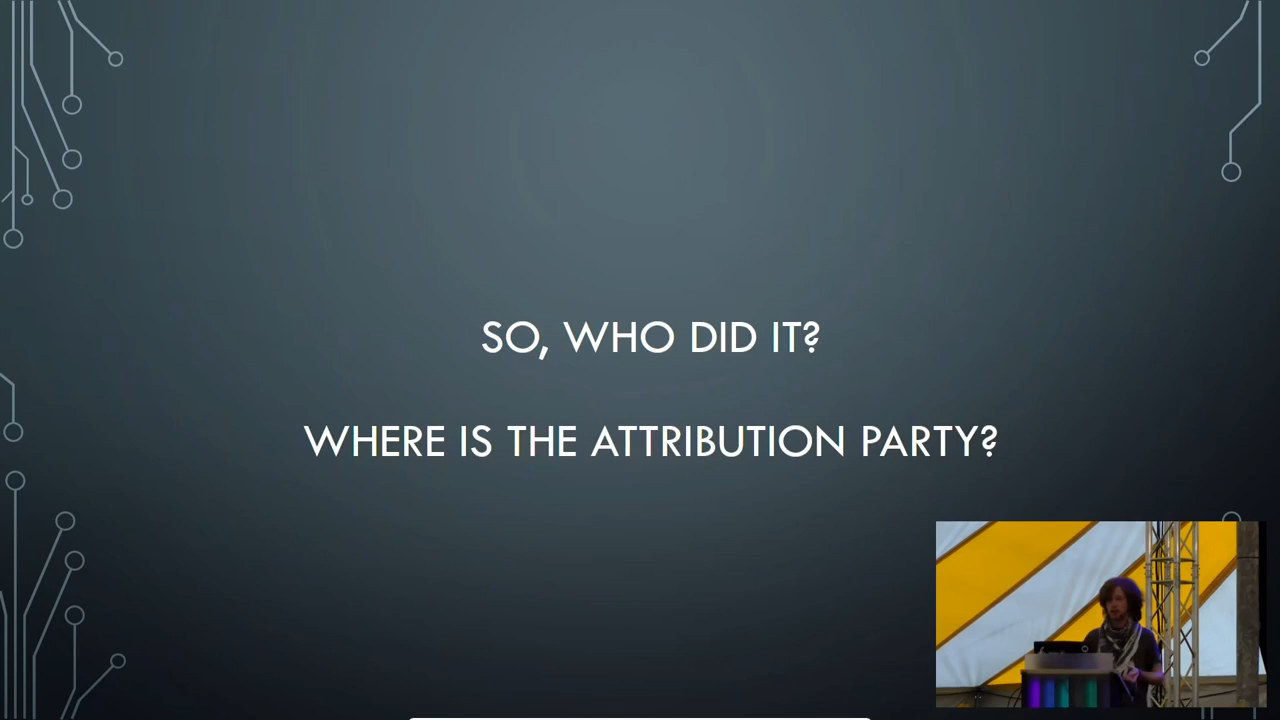 SO, WHO DID IT?
WHERE IS THE ATTRIBUTION PARTY?